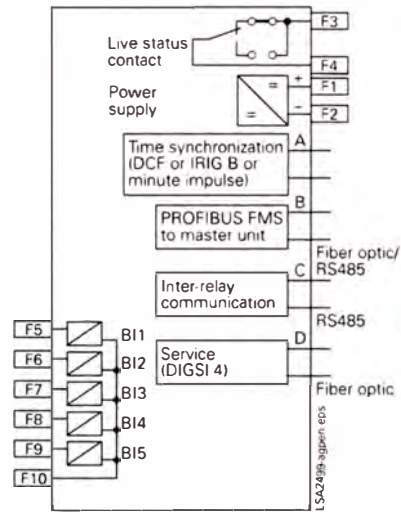 Live status
contact
F3
F4
Power
supply
=
=
+
F1
–
F2
Time synchronization
(DCF or IRIG B or
minute impulse)
A
PROFIBUS FMS
to master unit
B
Fiber optic/
RS485
Inter-relay
communication
C
RS485
Service
(DIGSI 4)
D
Fiber optic
F5
BI1
F6
BI2
F7
BI3
F8
BI4
F9
BI5
F10
LSA2499-agpen.eps